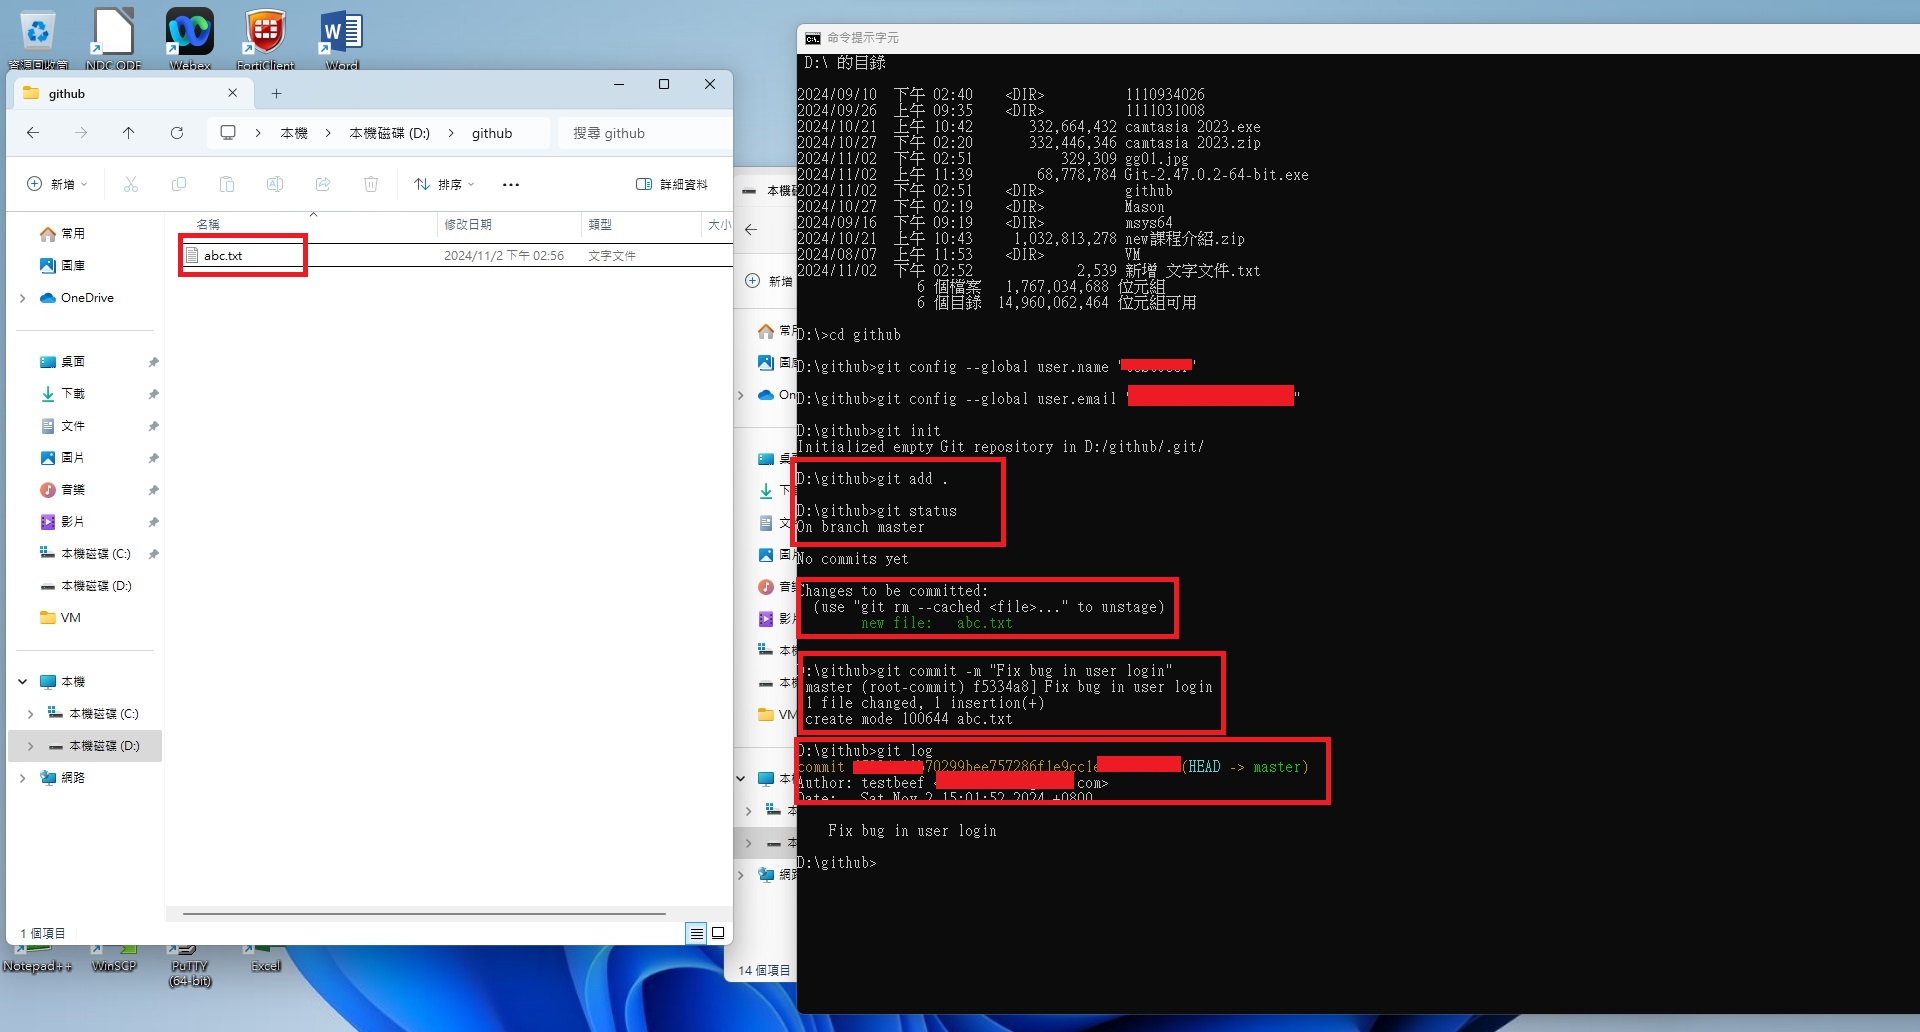 資源回收筒
NDC ODF
Webex
FortiClient
Word
github
本機
本機磁碟 (D:)
github
搜尋 github
新增
排序
詳細資料
名稱
修改日期
類型
大小
abc.txt
2024/11/2 下午 02:56
文字文件
常用
圖庫
OneDrive
桌面
下載
文件
圖片
音樂
影片
本機磁碟 (C:)
本機磁碟 (D:)
VM
本機
本機磁碟 (C:)
本機磁碟 (D:)
網路
1 個項目
Notepad++
WinSCP
PuTTY
(64-bit)
Excel
新增
VM
14 個項目
命令提示字元
D:\ 的目錄
2024/09/10 下午 02:40 <DIR> 1110934026
2024/09/26 上午 09:35 <DIR> 1111031008
2024/10/21 上午 10:42 332,664,432 camtasia 2023.exe
2024/10/27 下午 02:20 332,446,346 camtasia 2023.zip
2024/11/02 下午 02:51 329,309 gg01.jpg
2024/11/02 上午 11:39 68,778,784 Git-2.47.0.2-64-bit.exe
2024/11/02 下午 02:51 <DIR> github
2024/10/27 下午 02:19 <DIR> Mason
2024/09/16 下午 09:19 <DIR> msys64
2024/10/21 上午 10:43 1,032,813,278 new課程介紹.zip
2024/08/07 上午 11:53 <DIR> VM
2024/11/02 下午 02:52 2,539 新增 文字文件.txt
6 個檔案 1,767,034,688 位元組
6 個目錄 14,960,062,464 位元組可用
D:\>cd github
D:\github>git config --global user.name "
D:\github>git config --global user.email " "
D:\github>git init
Initialized empty Git repository in D:/github/.git/
D:\github>git add .
D:\github>git status
On branch master
No commits yet
Changes to be committed:
(use "git rm --cached <file>..." to unstage)
new file: abc.txt
D:\github>git commit -m "Fix bug in user login"
master (root-commit) f5334a8] Fix bug in user login
1 file changed, 1 insertion(+)
create mode 100644 abc.txt
D:\github>git log
commit 70299bee757286f1e9cc1e (HEAD -> master)
Author: testbeef < com>
Date: Sat Nov 2 15:01:52 2024 +0800
Fix bug in user login
D:\github>